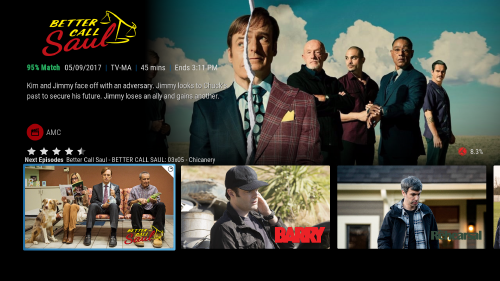 BETTER
CALL
Saul
95% Match 05/09/2017 | TV-MA | 45 mins Ends 3:11 PM
Kim and Jimmy face off with an adversary. Jimmy looks to Chuck's
past to secure his future. Jimmy loses an ally and gains another.
AMC
8.3%
Next Episodes Better Call Saul - BETTER CALL SAUL: 03x05 - Chicanery
BETTER
CALL
Saul
BARRY
Rehearsal